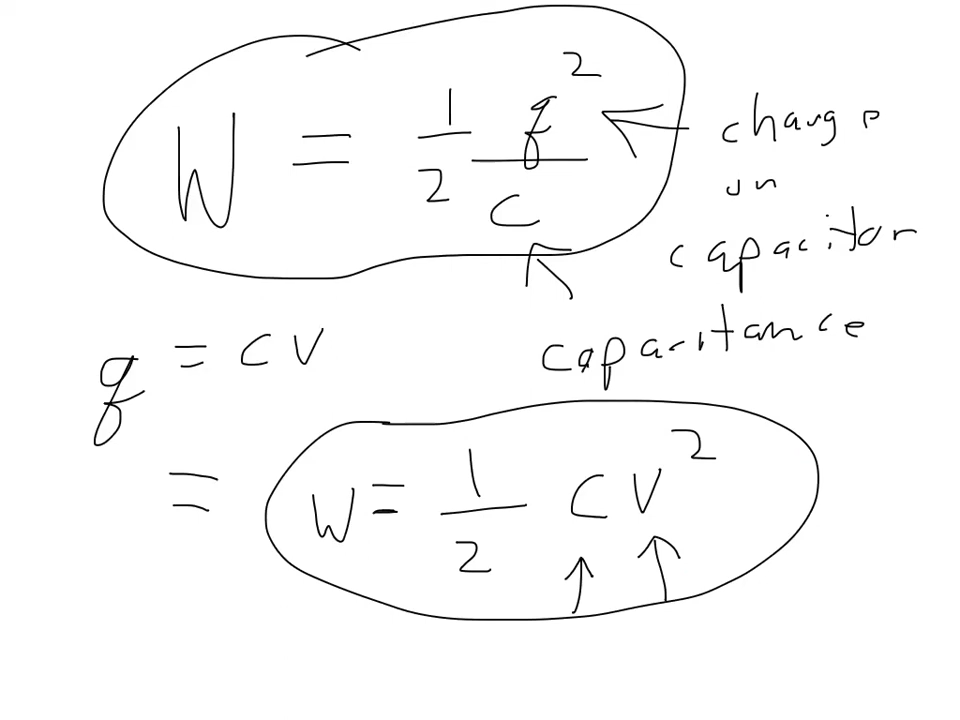 W = 1/2 q²/C
charge
on
capacitor
capacitance
q = CV
= W = 1/2 CV²